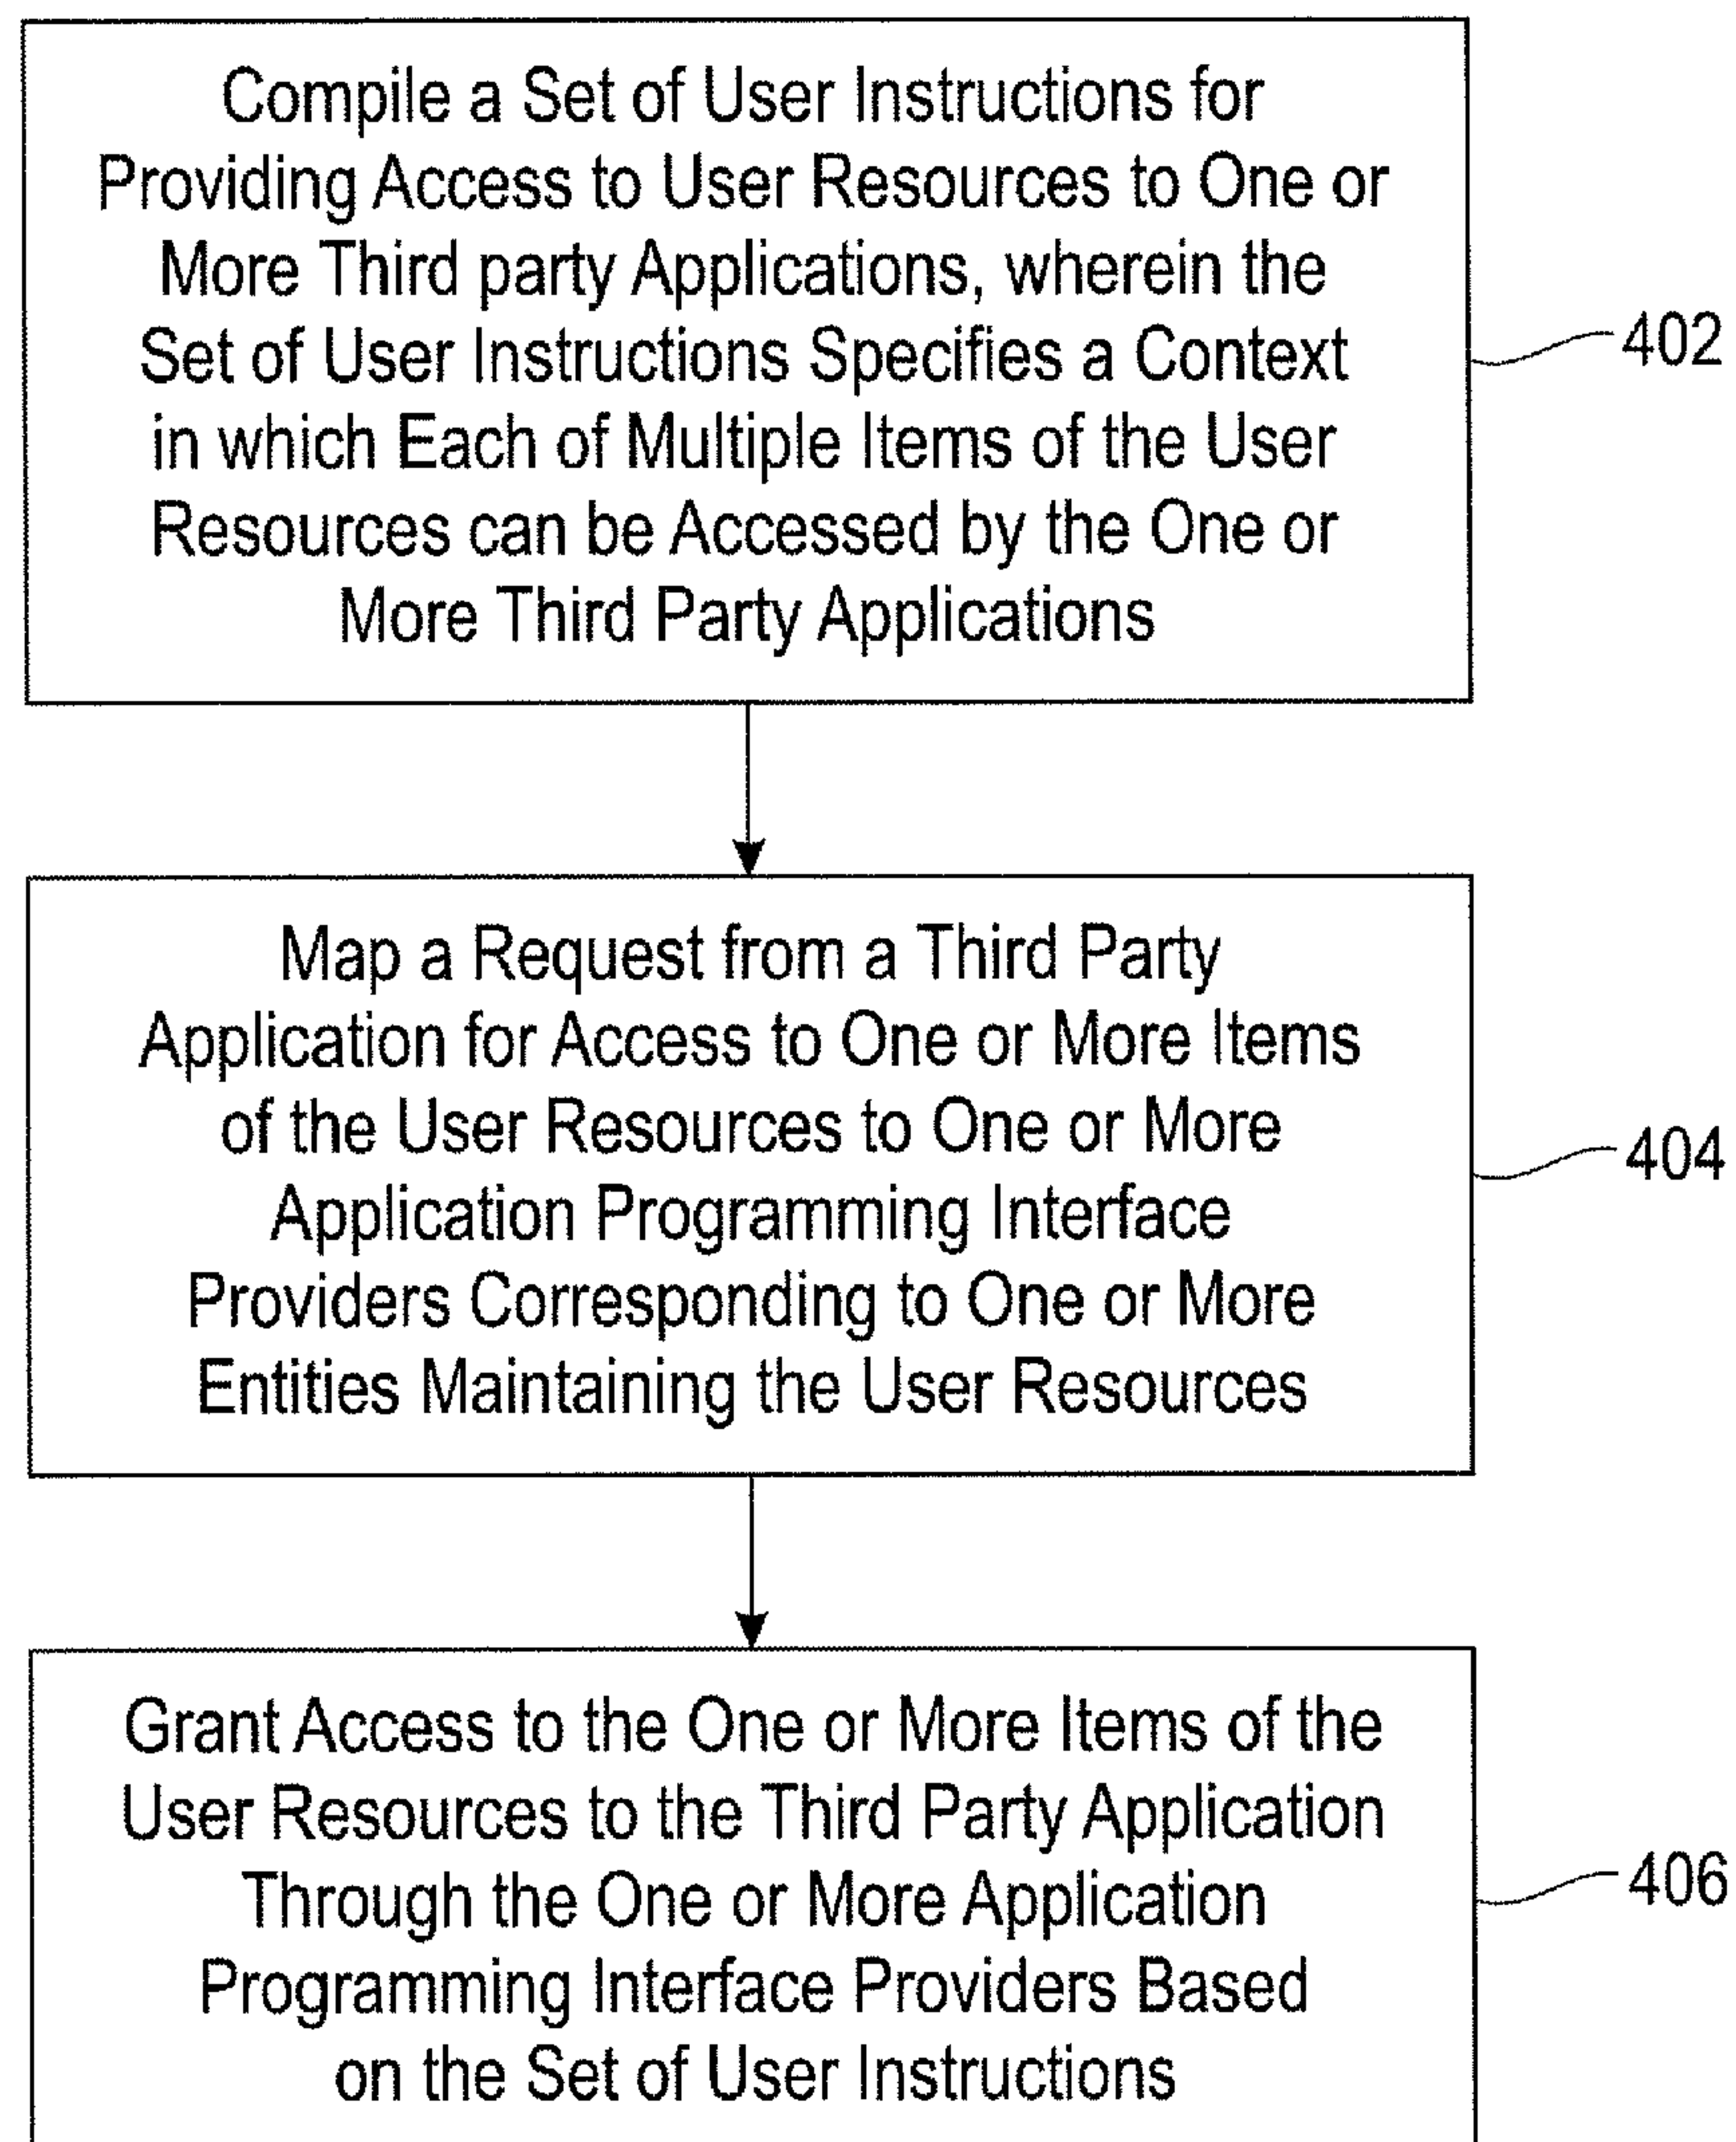 Compile a Set of User Instructions for
Providing Access to User Resources to One or
More Third party Applications, wherein the
Set of User Instructions Specifies a Context
in which Each of Multiple Items of the User
Resources can be Accessed by the One or
More Third Party Applications
402
Map a Request from a Third Party
Application for Access to One or More Items
of the User Resources to One or More
Application Programming Interface
Providers Corresponding to One or More
Entities Maintaining the User Resources
404
Grant Access to the One or More Items of the
User Resources to the Third Party Application
Through the One or More Application
Programming Interface Providers Based
on the Set of User Instructions
406